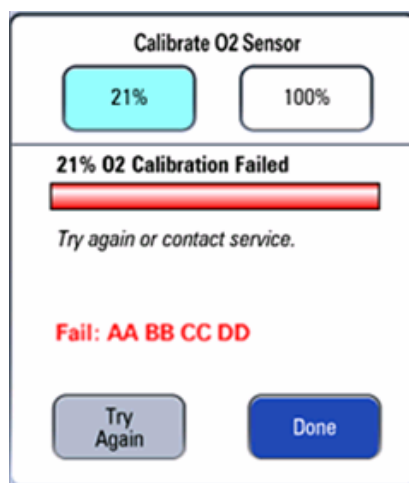 Calibrate O2 Sensor
21%
100%
21% O2 Calibration Failed
Try again or contact service.
Fail: AA BB CC DD
Try
Again
Done